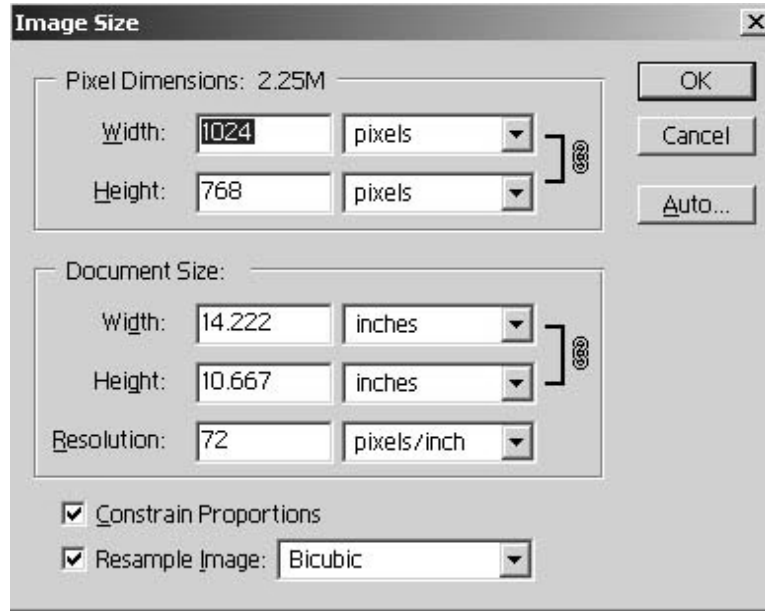 Image Size
Pixel Dimensions: 2.25M
OK
Width: 1024 pixels
Cancel
Height: 768 pixels
Auto...
Document Size:
Width: 14.222 inches
Height: 10.667 inches
Resolution: 72 pixels/inch
Constrain Proportions
Resample Image: Bicubic